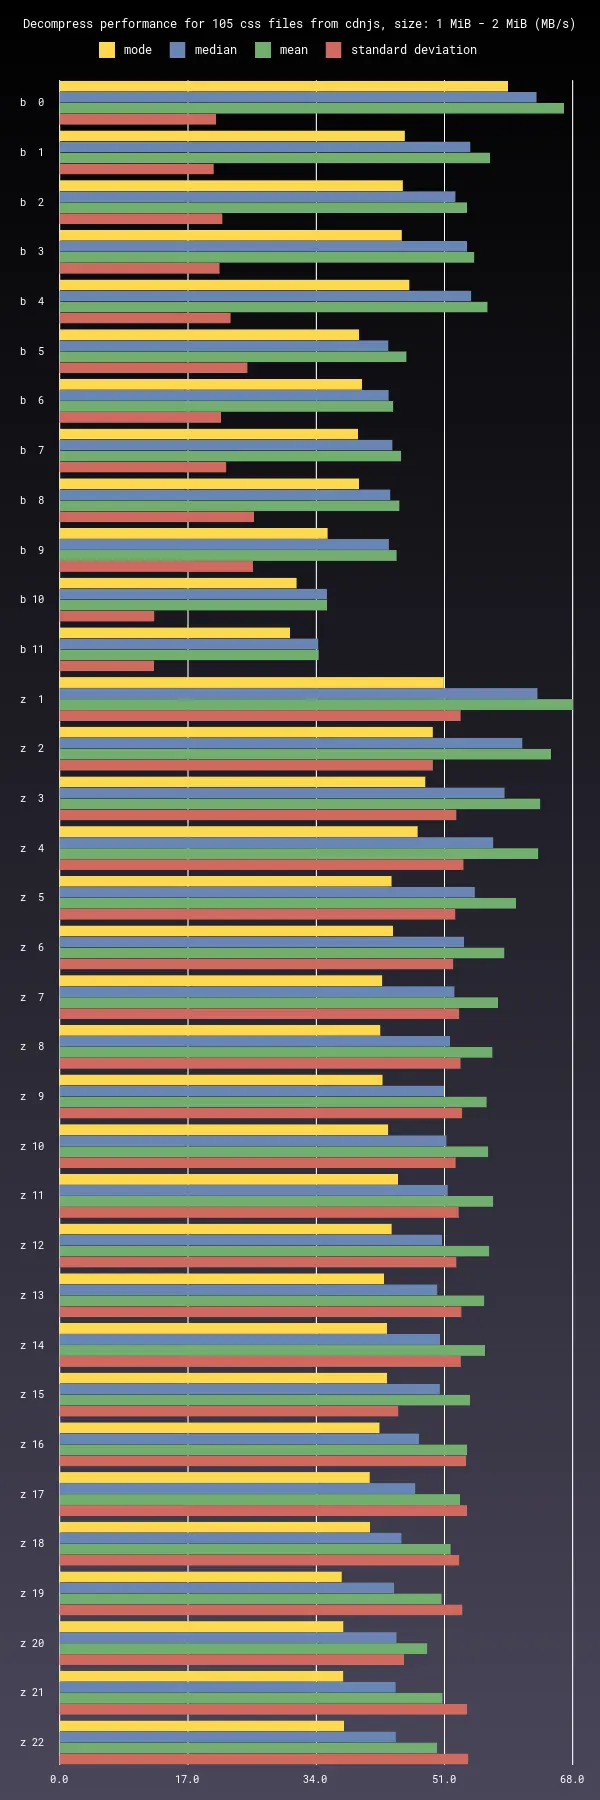 Decompress performance for 105 css files from cdnjs, size: 1 MiB - 2 MiB (MB/s)
mode median mean standard deviation
b 0
b 1
b 2
b 3
b 4
b 5
b 6
b 7
b 8
b 9
b 10
b 11
z 1
z 2
z 3
z 4
z 5
z 6
z 7
z 8
z 9
z 10
z 11
z 12
z 13
z 14
z 15
z 16
z 17
z 18
z 19
z 20
z 21
z 22
0.0 17.0 34.0 51.0 68.0